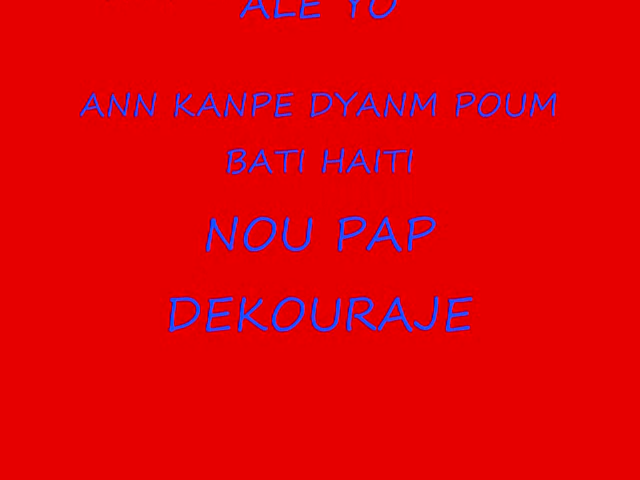 ALE YO
ANN KANPE DYANM POUM
BATI HAITI
NOU PAP
DEKOURAJE